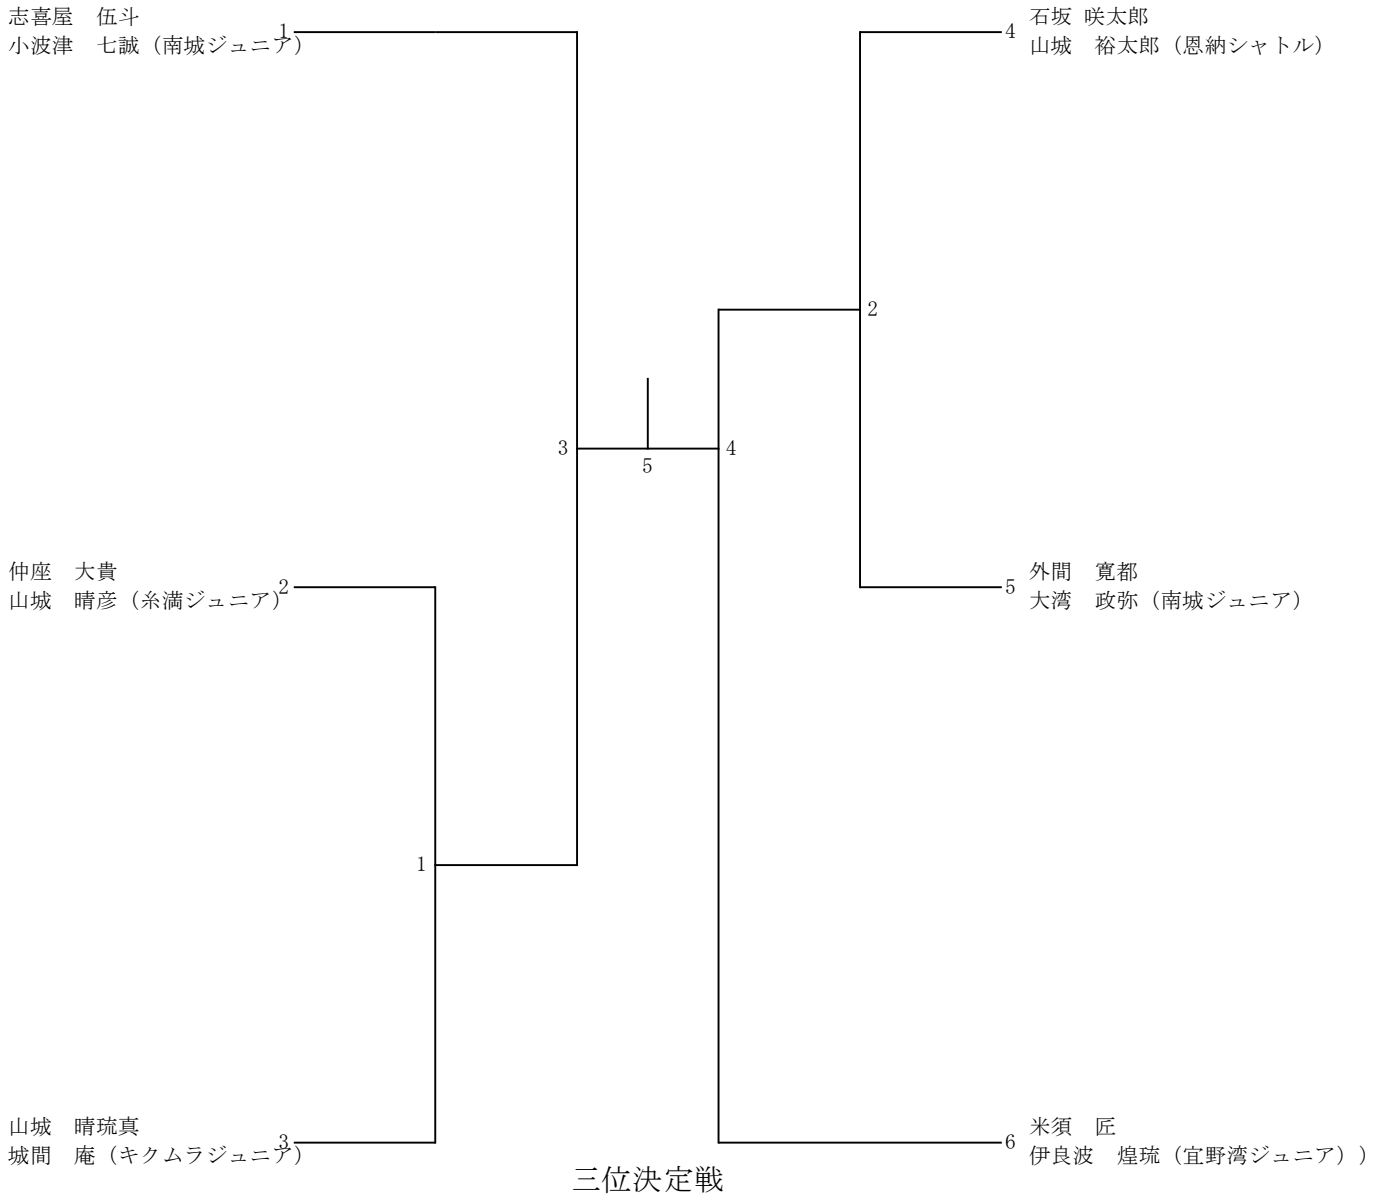 志喜屋　伍斗
小波津　七誠（南城ジュニア）
1
4
石坂 咲太郎
山城　裕太郎（恩納シャトル）
2
3
5
4
仲座　大貴
山城　晴彦（糸満ジュニア）
2
5
外間　寛都
大湾　政弥（南城ジュニア）
1
山城　晴琉真
城間　庵（キクムラジュニア）
3
6
米須　匠
伊良波　煌琉（宜野湾ジュニア））
三位決定戦